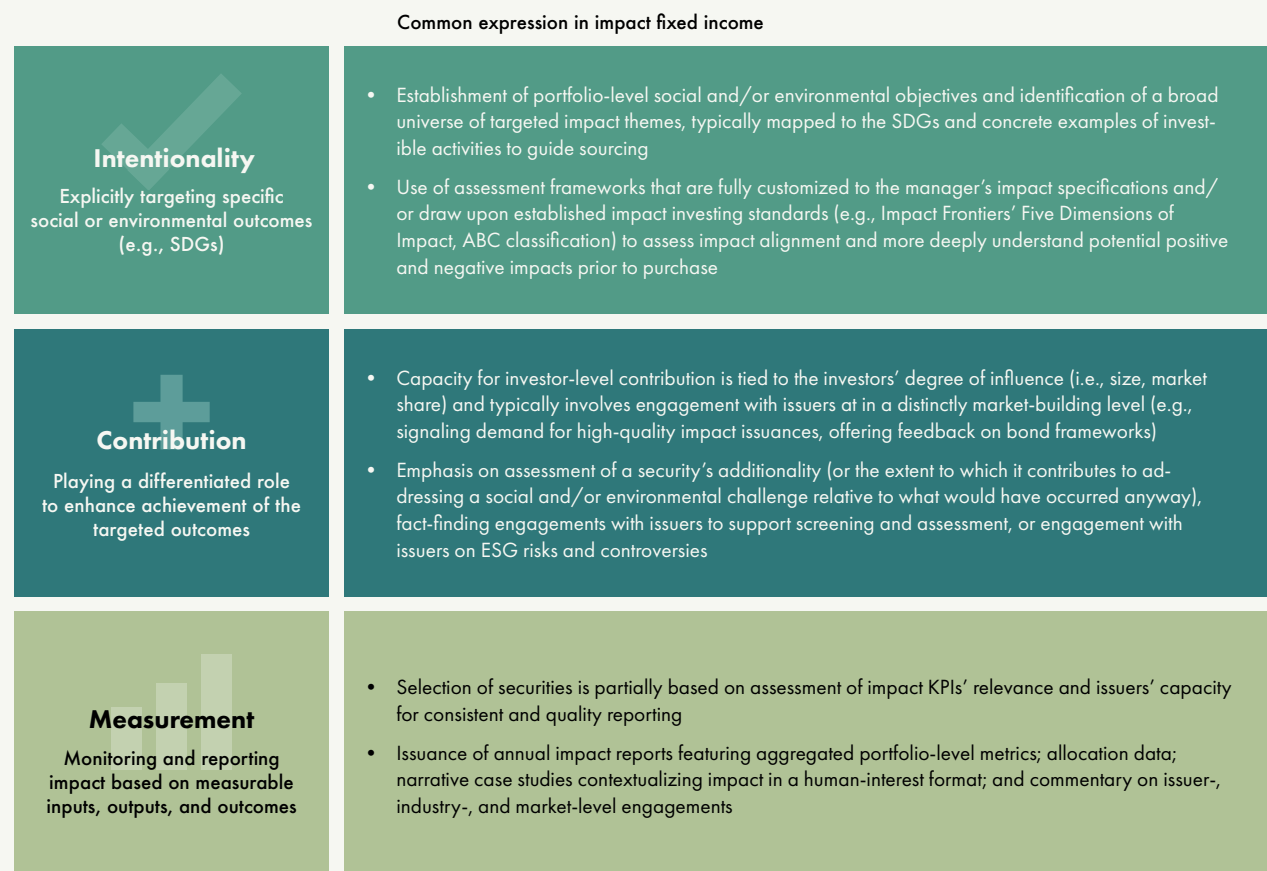 Common expression in impact fixed income
Intentionality
Explicitly targeting specific
social or environmental outcomes
(e.g., SDGs)
• Establishment of portfolio-level social and/or environmental objectives and identification of a broad
universe of targeted impact themes, typically mapped to the SDGs and concrete examples of invest-
ible activities to guide sourcing
• Use of assessment frameworks that are fully customized to the manager’s impact specifications and/
or draw upon established impact investing standards (e.g., Impact Frontiers’ Five Dimensions of
Impact, ABC classification) to assess impact alignment and more deeply understand potential positive
and negative impacts prior to purchase
Contribution
Playing a differentiated role
to enhance achievement of the
targeted outcomes
• Capacity for investor-level contribution is tied to the investors’ degree of influence (i.e., size, market
share) and typically involves engagement with issuers at in a distinctly market-building level (e.g.,
signaling demand for high-quality impact issuances, offering feedback on bond frameworks)
• Emphasis on assessment of a security’s additionality (or the extent to which it contributes to ad-
dressing a social and/or environmental challenge relative to what would have occurred anyway),
fact-finding engagements with issuers to support screening and assessment, or engagement with
issuers on ESG risks and controversies
Measurement
Monitoring and reporting
impact based on measurable
inputs, outputs, and outcomes
• Selection of securities is partially based on assessment of impact KPIs’ relevance and issuers’ capacity
for consistent and quality reporting
• Issuance of annual impact reports featuring aggregated portfolio-level metrics; allocation data;
narrative case studies contextualizing impact in a human-interest format; and commentary on issuer-,
industry-, and market-level engagements